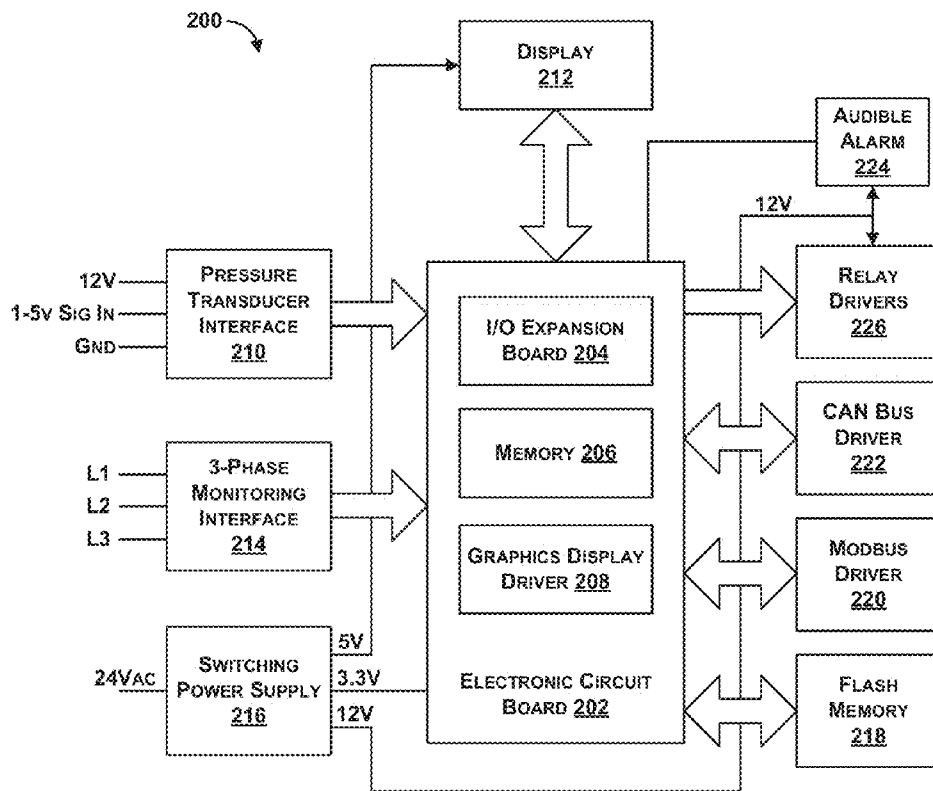 200
DISPLAY
212
AUDIBLE
ALARM
224
12V
12V
1-5V SIG IN
GND
PRESSURE
TRANSDUCER
INTERFACE
210
I/O EXPANSION
BOARD 204
RELAY
DRIVERS
226
L1
L2
L3
3-PHASE
MONITORING
INTERFACE
214
MEMORY 206
CAN BUS
DRIVER
222
GRAPHICS DISPLAY
DRIVER 208
MODBUS
DRIVER
220
24VAC
SWITCHING
POWER SUPPLY
216
5V
3.3V
12V
ELECTRONIC CIRCUIT
BOARD 202
FLASH
MEMORY
218